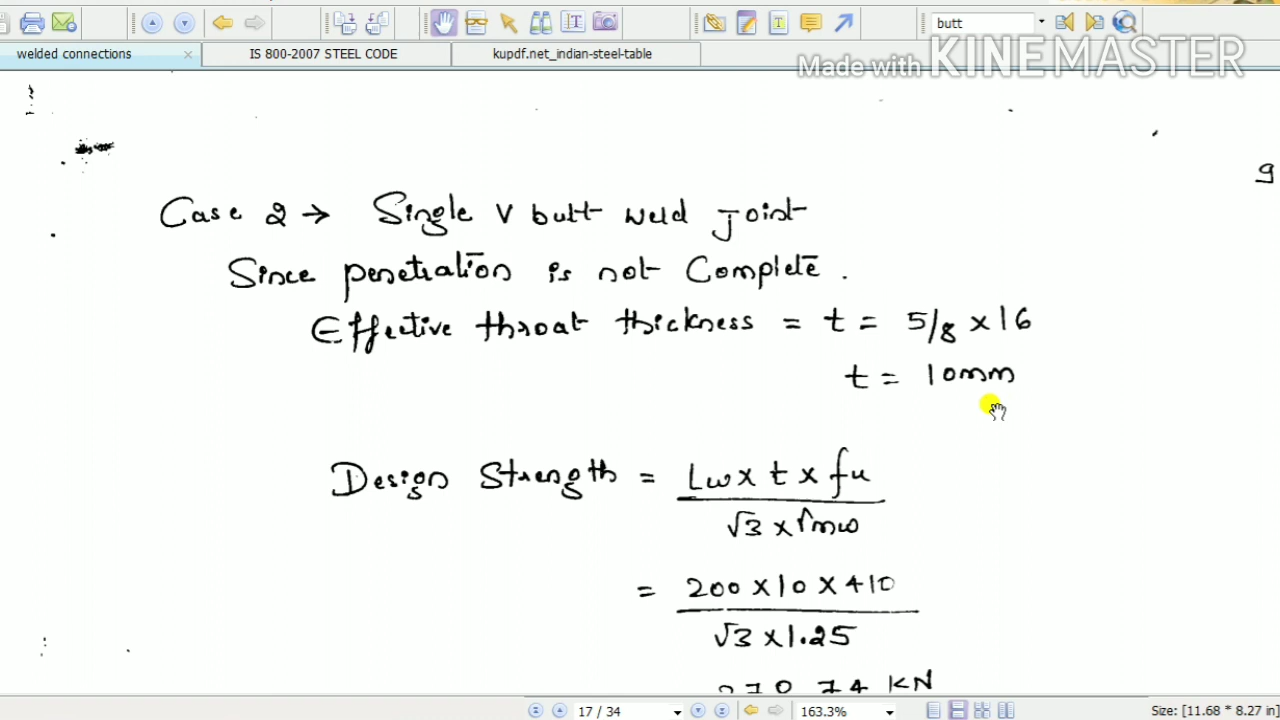 butt
welded connections
IS 800-2007 STEEL CODE
kupdf.net_indian-steel-table
Made with KINEMASTER
9
Case 2 → Single V butt weld Joint
Since penetration is not Complete.
Effective throat thickness = t = 5/8 x 16
t = 10mm
Design Strength = Lw x t x fu
√3 x γmw
= 200 x 10 x 410
√3 x 1.25
KN
17 / 34
163.3%
Size: [11.68 * 8.27 in]